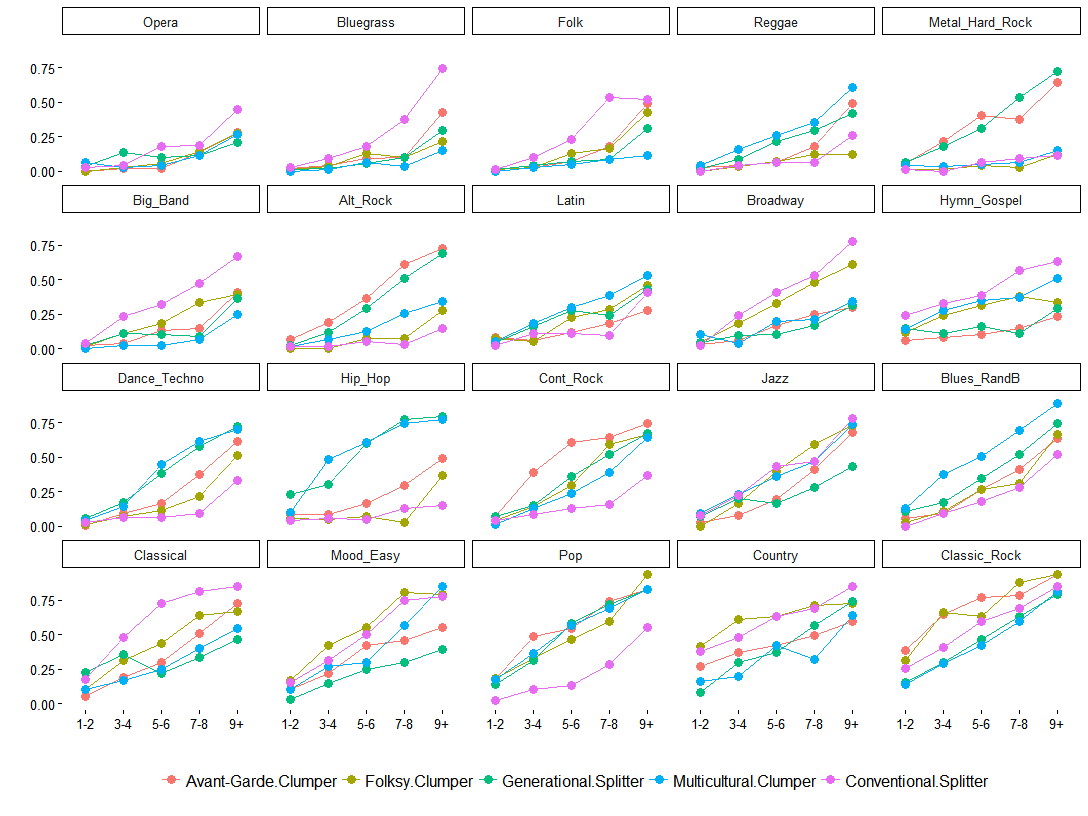 Opera Bluegrass Folk Reggae Metal_Hard_Rock
0.75
0.50
0.25
0.00
Big_Band Alt_Rock Latin Broadway Hymn_Gospel
0.75
0.50
0.25
0.00
Dance_Techno Hip_Hop Cont_Rock Jazz Blues_RandB
0.75
0.50
0.25
0.00
Classical Mood_Easy Pop Country Classic_Rock
0.75
0.50
0.25
0.00
1-2 3-4 5-6 7-8 9+ 1-2 3-4 5-6 7-8 9+ 1-2 3-4 5-6 7-8 9+ 1-2 3-4 5-6 7-8 9+ 1-2 3-4 5-6 7-8 9+
Avant-Garde.Clumper Folksy.Clumper Generational.Splitter Multicultural.Clumper Conventional.Splitter